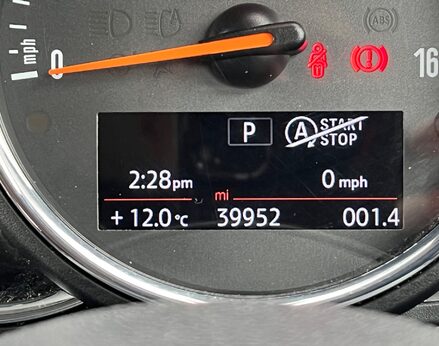 mph
0
ABS
16
P
A START
STOP
2:28pm 0 mph
mi
+ 12.0°C 39952 001.4